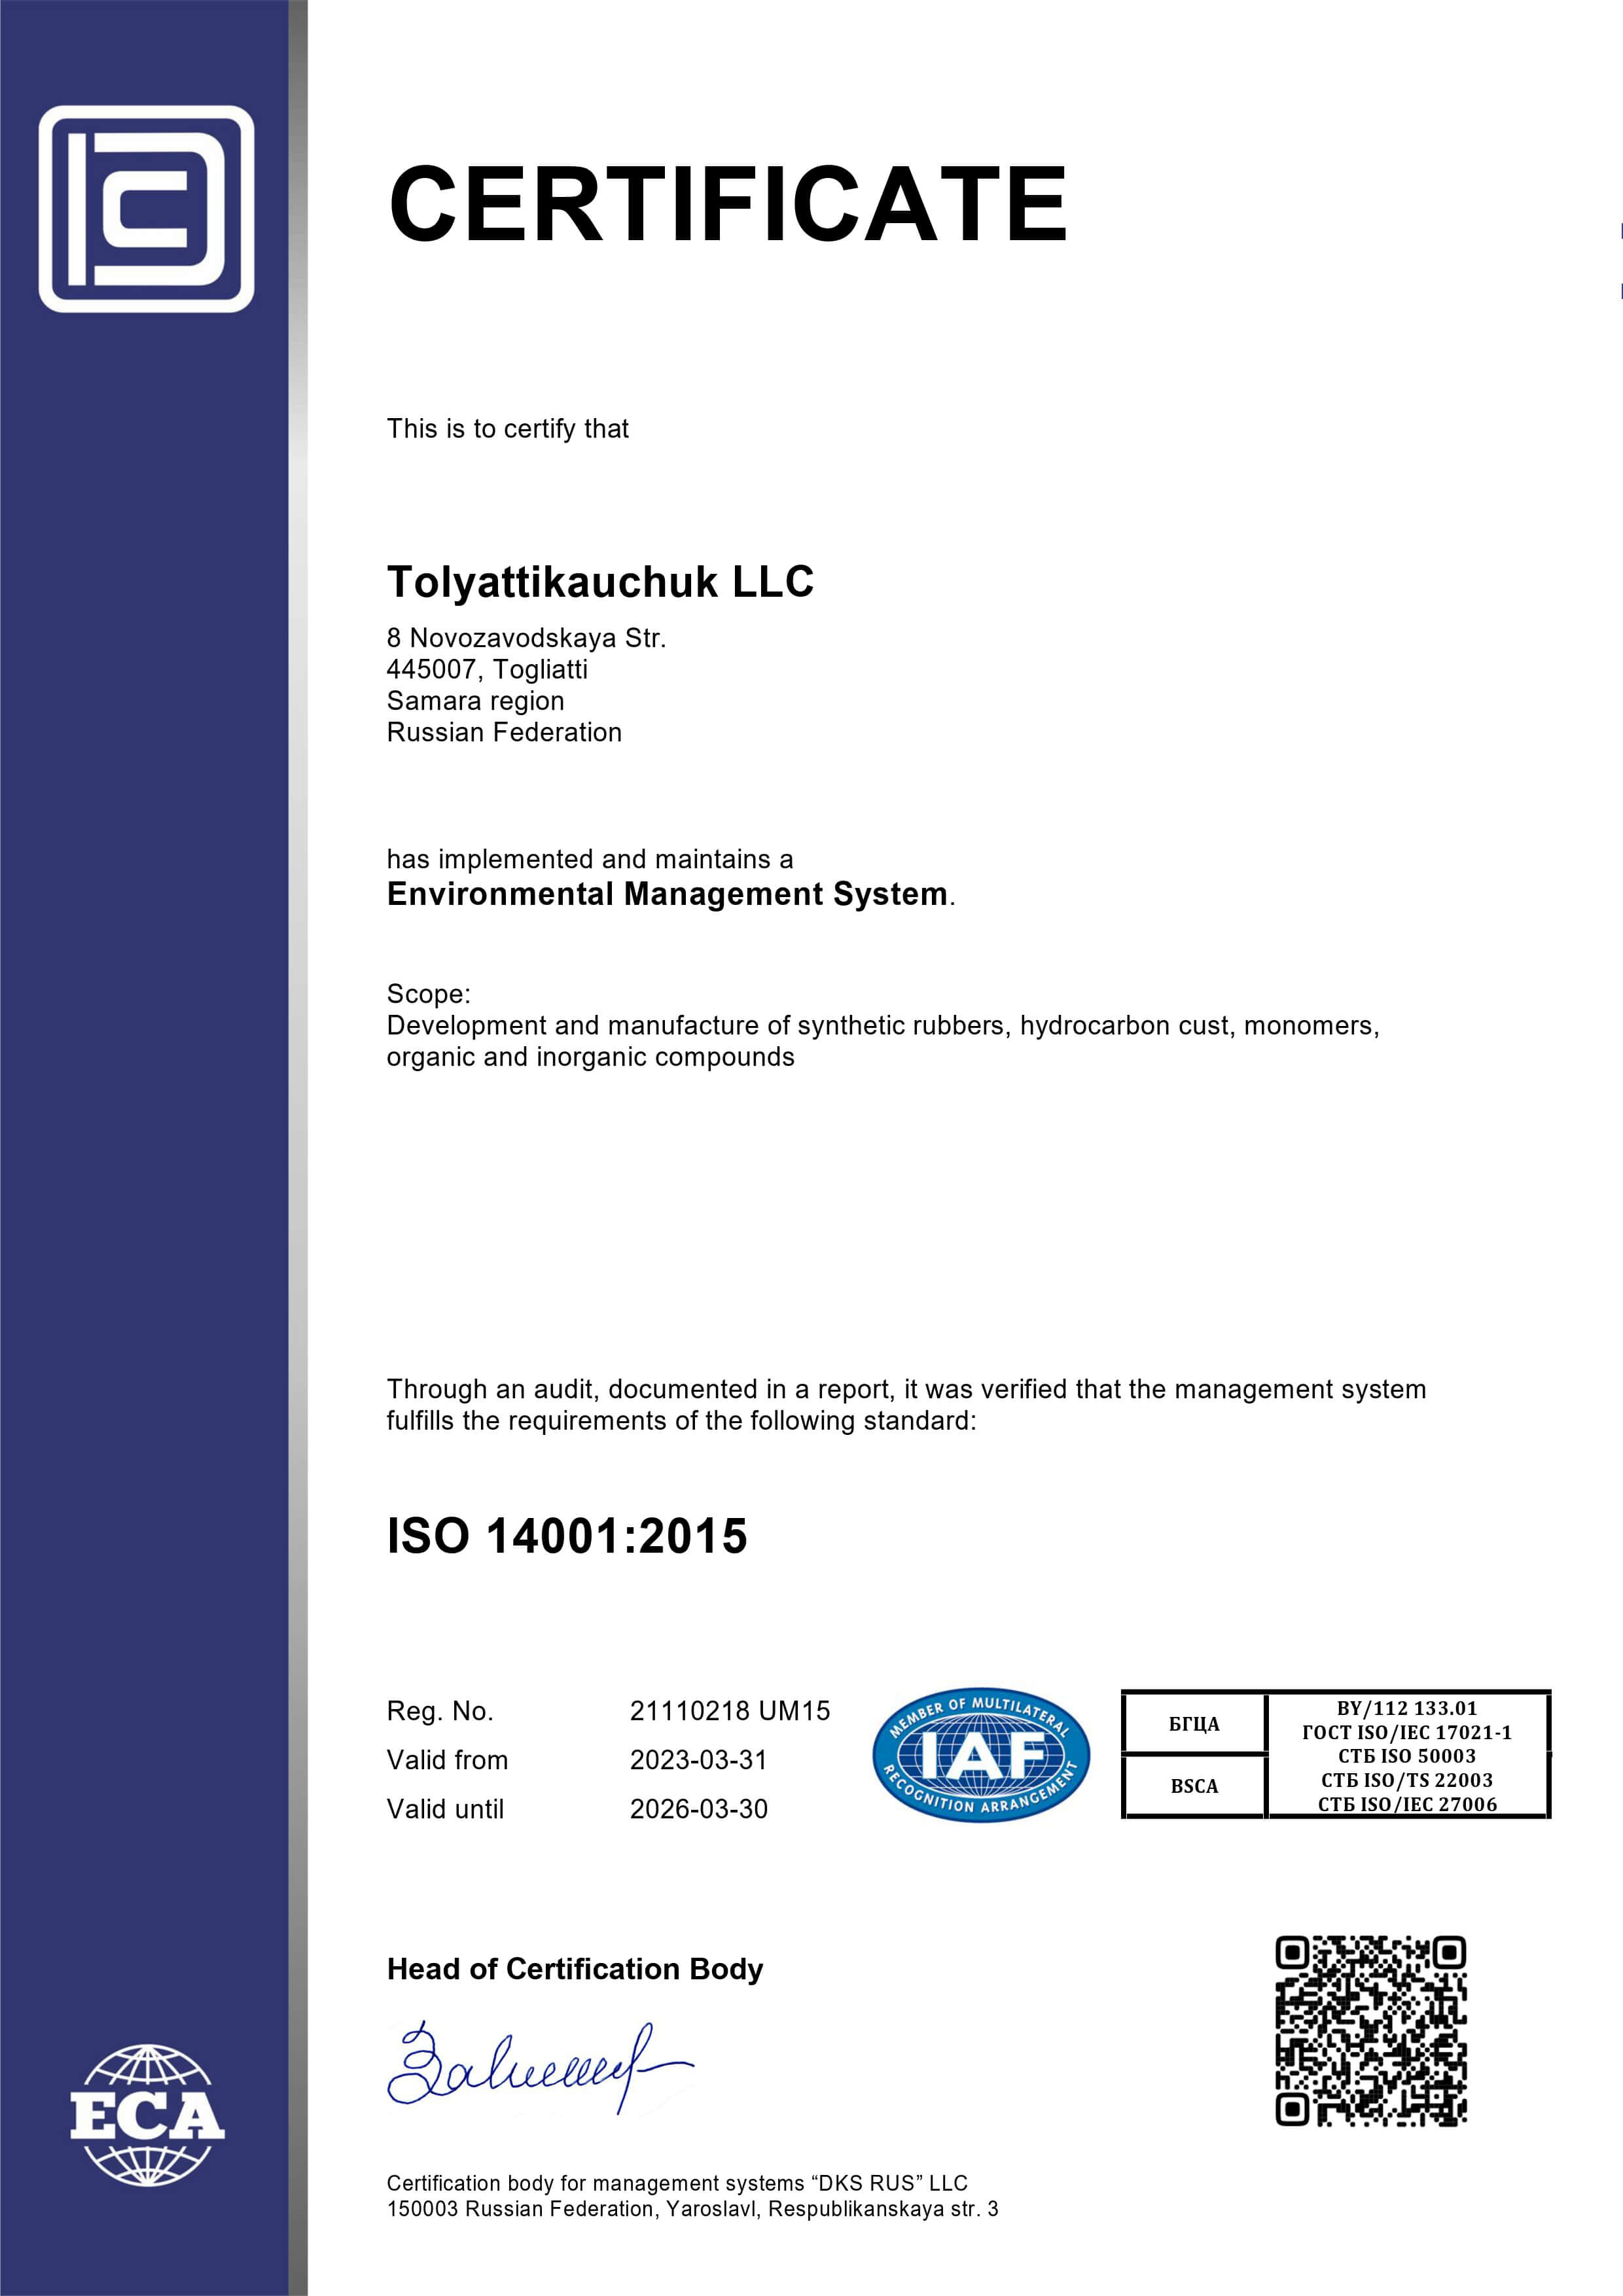 CERTIFICATE
This is to certify that
Tolyattikauchuk LLC
8 Novozavodskaya Str.
445007, Togliatti
Samara region
Russian Federation
has implemented and maintains a
Environmental Management System.
Scope:
Development and manufacture of synthetic rubbers, hydrocarbon cust, monomers,
organic and inorganic compounds
Through an audit, documented in a report, it was verified that the management system
fulfills the requirements of the following standard:
ISO 14001:2015
Reg. No. 21110218 UM15
Valid from 2023-03-31
Valid until 2026-03-30
MEMBER OF MULTILATERAL
IAF
RECOGNITION ARRANGEMENT
БГЦА
BSCA
BY/112 133.01
ГОСТ ISO/IEC 17021-1
СТБ ISO 50003
СТБ ISO/TS 22003
СТБ ISO/IEC 27006
Head of Certification Body
ECA
Certification body for management systems “DKS RUS” LLC
150003 Russian Federation, Yaroslavl, Respublikanskaya str. 3